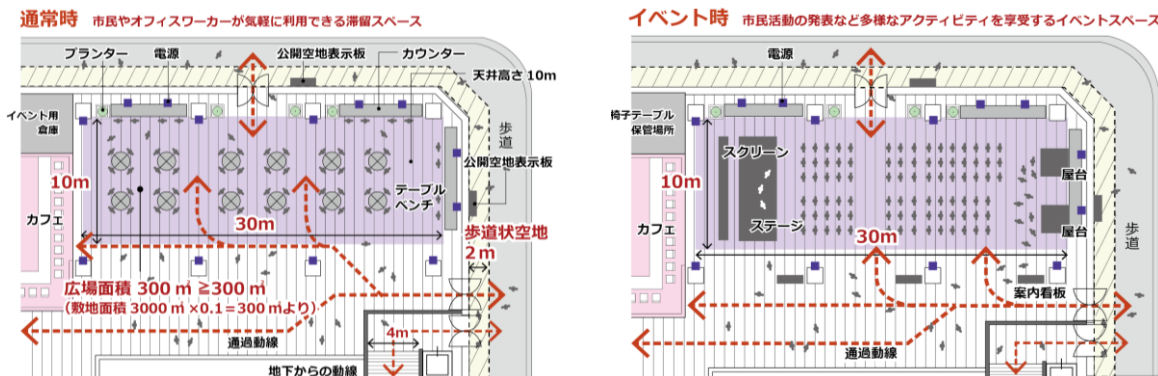 通常時 市民やオフィスワーカーが気軽に利用できる滞留スペース
プランター
電源
公開空地表示板
カウンター
天井高さ10m
イベント用
倉庫
歩道
公開空地表示板
10m
テーブル
ベンチ
カフェ
30m
歩道状空地
2m
広場面積 300㎡≧300㎡
(敷地面積 3000㎡×0.1=300㎡より)
4m
通過動線
地下からの動線
イベント時 市民活動の発表など多様なアクティビティを享受するイベントスペース
電源
椅子テーブル
保管場所
スクリーン
10m
屋台
カフェ
ステージ
30m
屋台
歩道
案内看板
通過動線